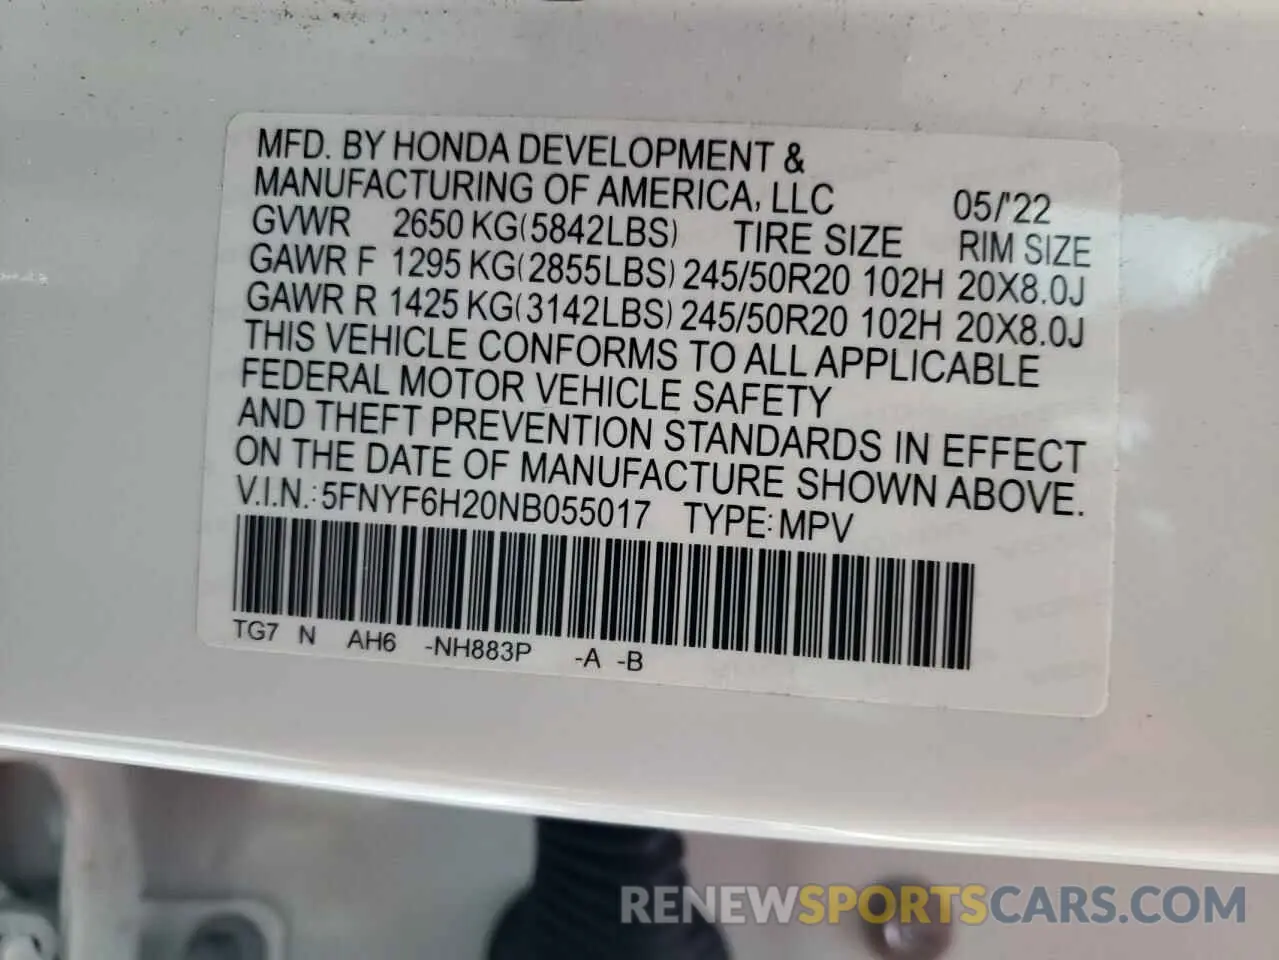 MFD. BY HONDA DEVELOPMENT &
MANUFACTURING OF AMERICA, LLC 05/'22
GVWR 2650 KG(5842LBS) TIRE SIZE RIM SIZE
GAWR F 1295 KG(2855LBS) 245/50R20 102H 20X8.0J
GAWR R 1425 KG(3142LBS) 245/50R20 102H 20X8.0J
THIS VEHICLE CONFORMS TO ALL APPLICABLE
FEDERAL MOTOR VEHICLE SAFETY
AND THEFT PREVENTION STANDARDS IN EFFECT
ON THE DATE OF MANUFACTURE SHOWN ABOVE.
V.I.N.: 5FNYF6H20NB055017 TYPE: MPV
TG7 N AH6 -NH883P -A -B
RENEWSPORTSCARS.COM